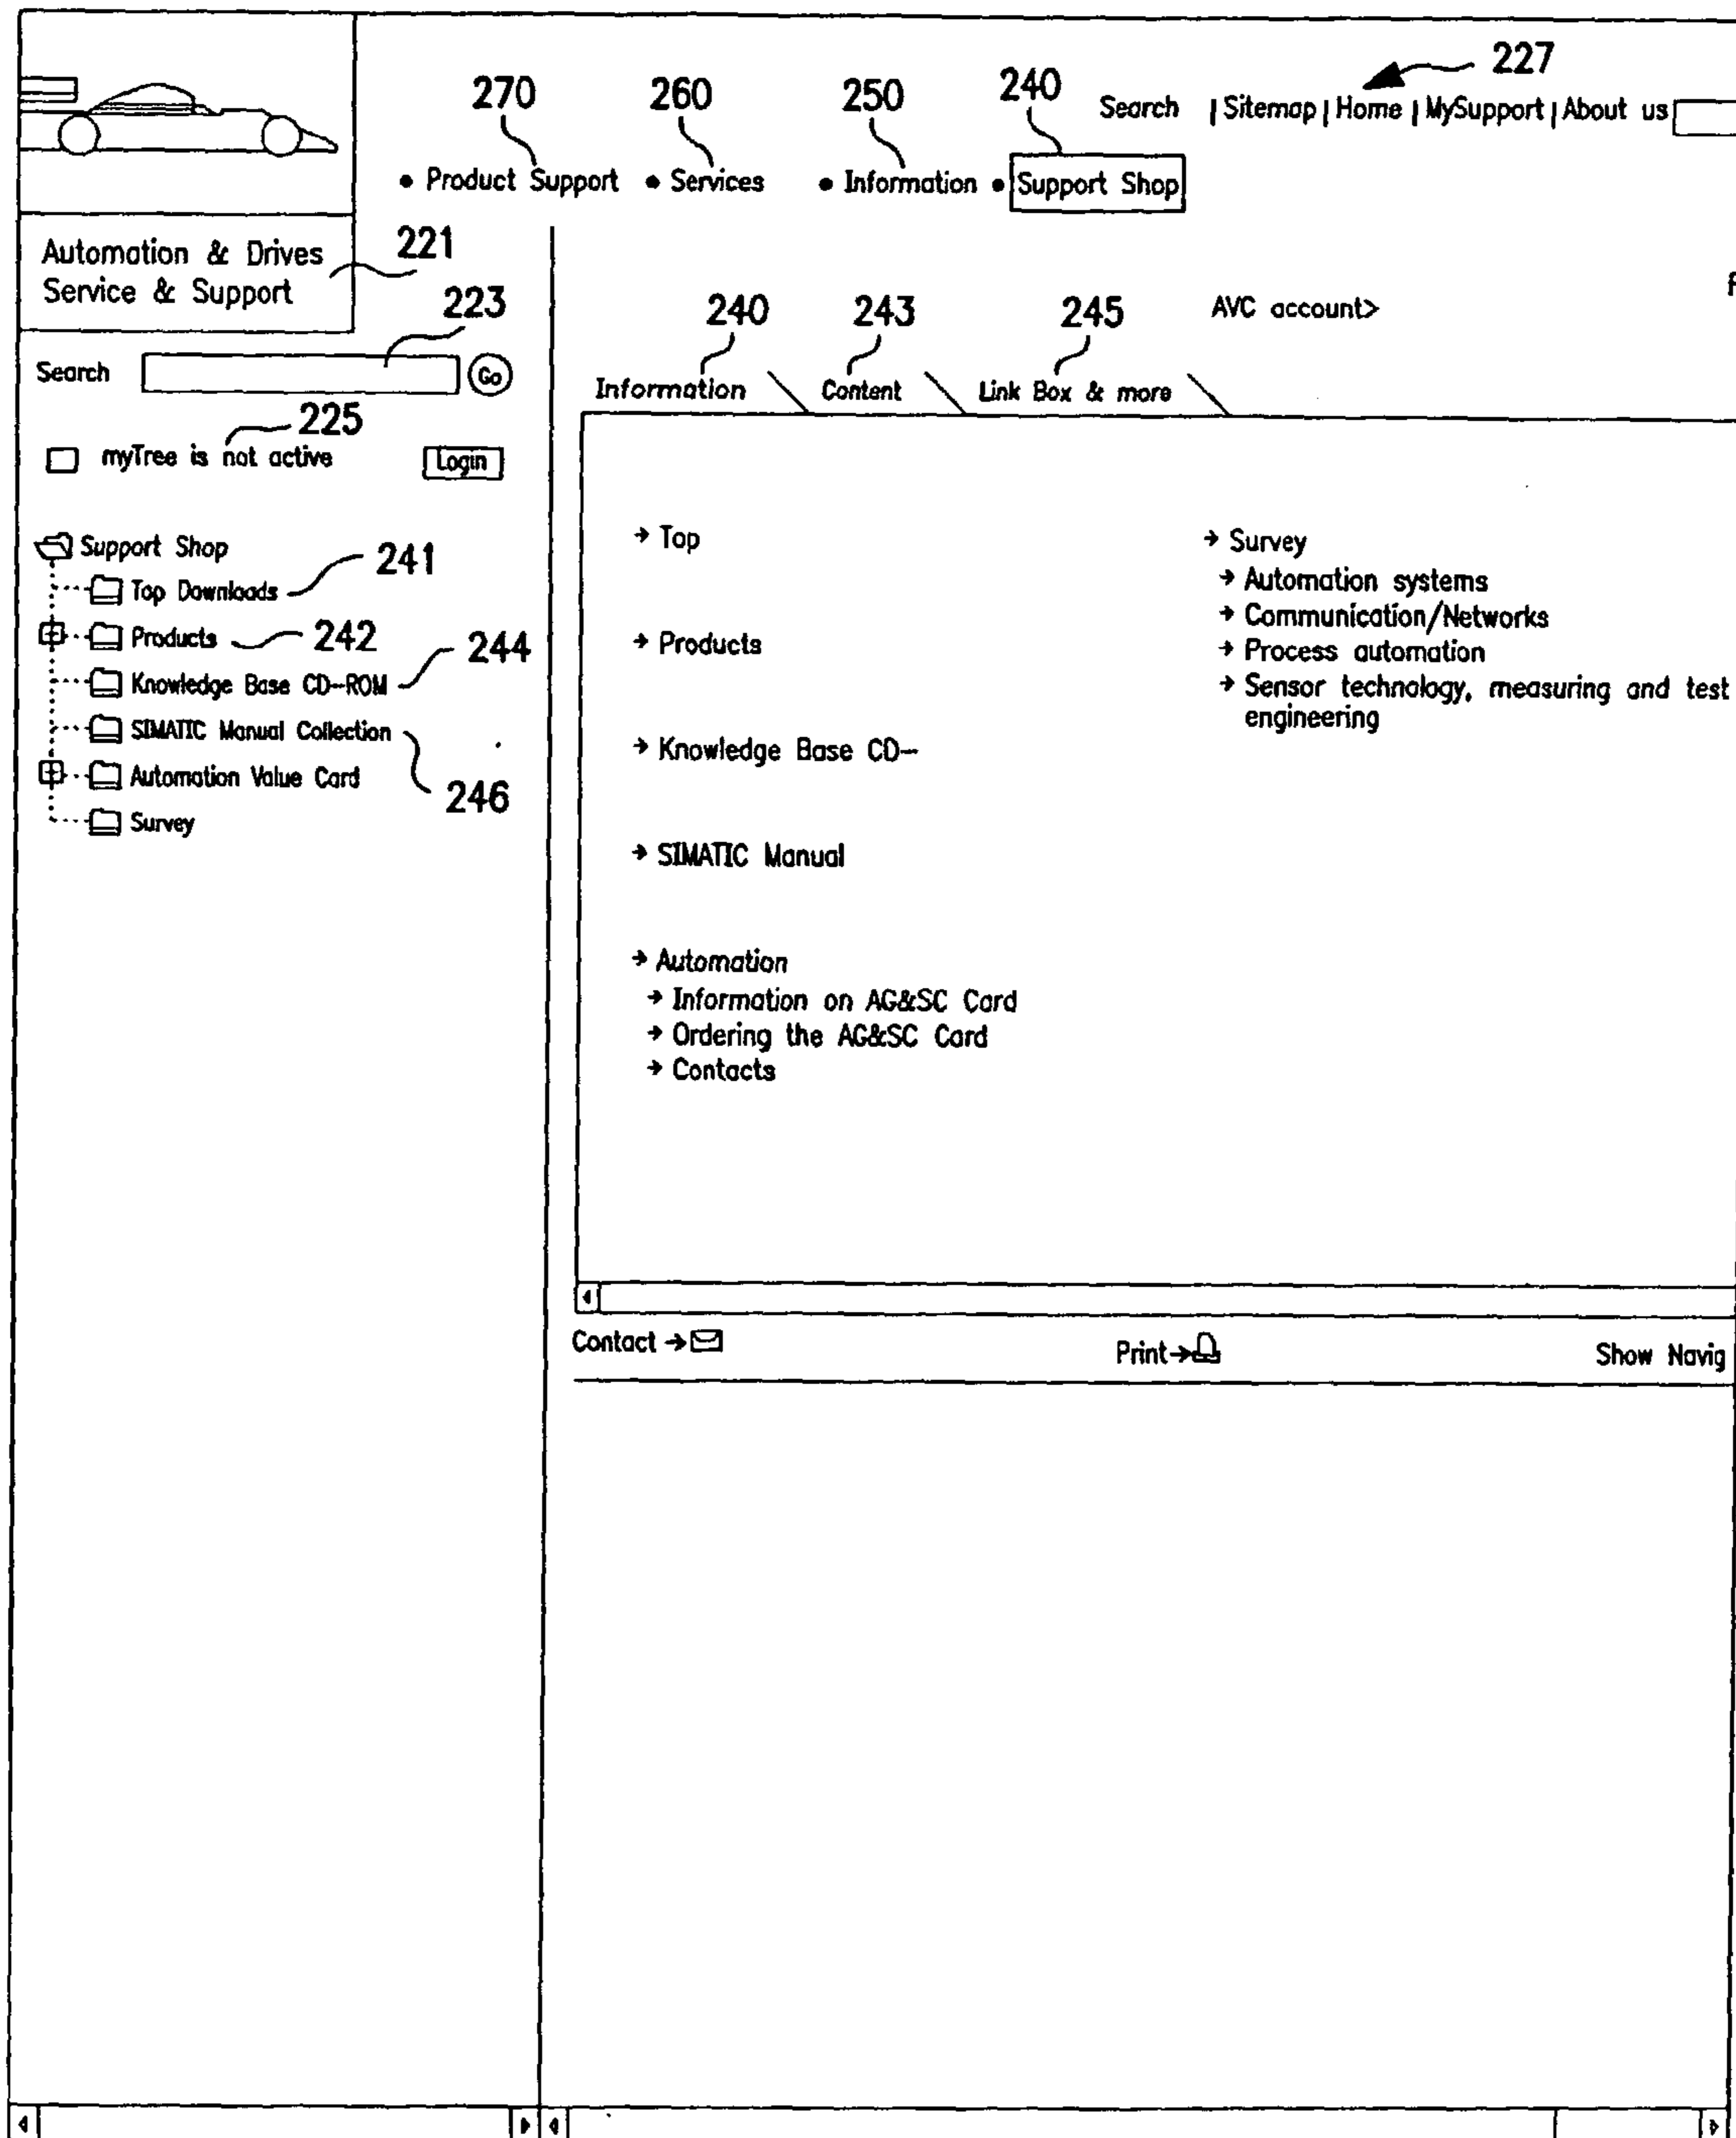 227
270 260 250 240
Search | Sitemap | Home | MySupport | About us
• Product Support • Services • Information • Support Shop
Automation & Drives
Service & Support
221
223
Search Go
225
myTree is not active Login
Support Shop
Top Downloads 241
Products 242
Knowledge Base CD-ROM 244
SIMATIC Manual Collection
246
Automation Value Card
Survey
AVC account>
240 243 245
Information Content Link Box & more
→ Top
→ Products
→ Knowledge Base CD-
→ SIMATIC Manual
→ Automation
→ Information on AG&SC Card
→ Ordering the AG&SC Card
→ Contacts
→ Survey
→ Automation systems
→ Communication/Networks
→ Process automation
→ Sensor technology, measuring and test
engineering
Contact → Print→ Show Navig